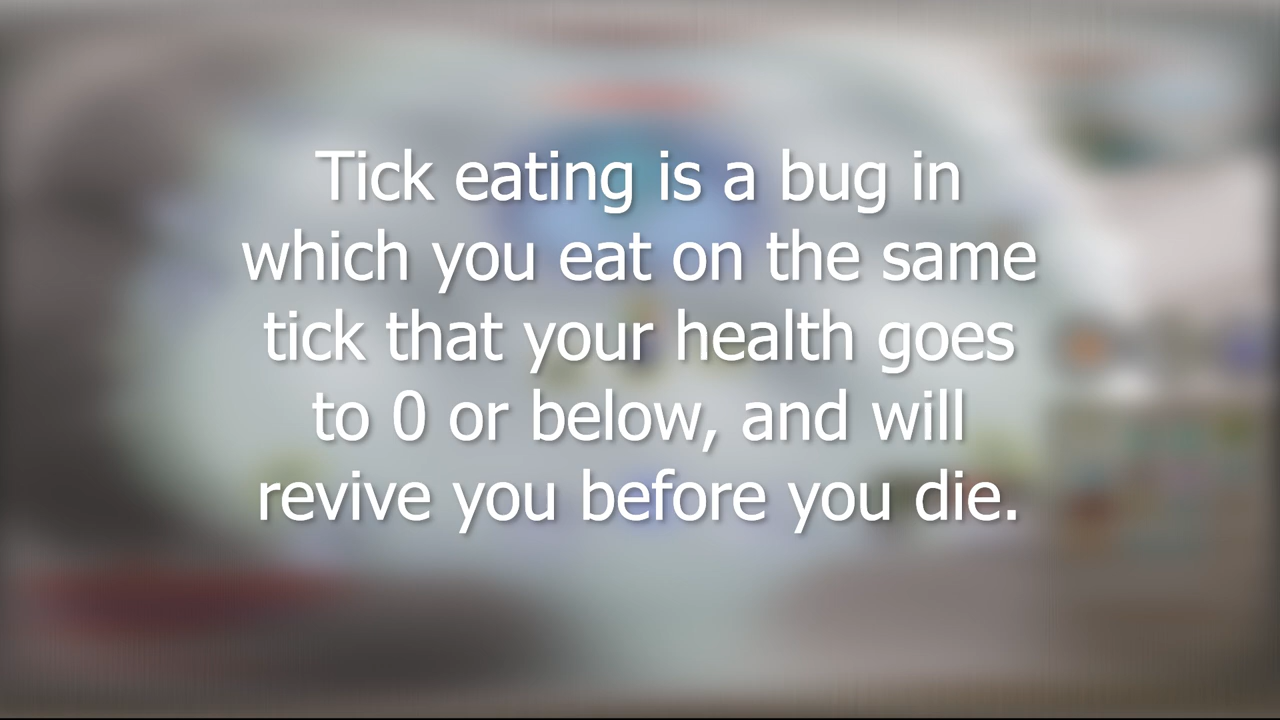 Tick eating is a bug in
which you eat on the same
tick that your health goes
to 0 or below, and will
revive you before you die.